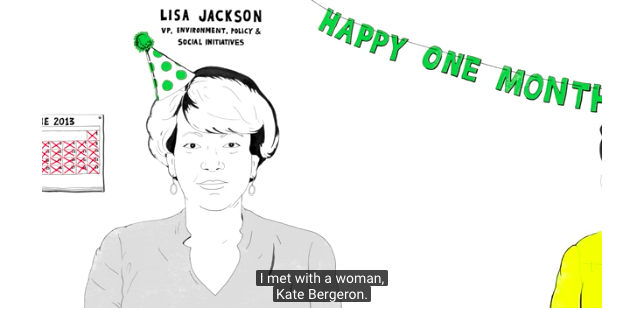 LISA JACKSON
VP, ENVIRONMENT, POLICY &
SOCIAL INITIATIVES
HAPPY ONE MONTH
2013
I met with a woman,
Kate Bergeron.